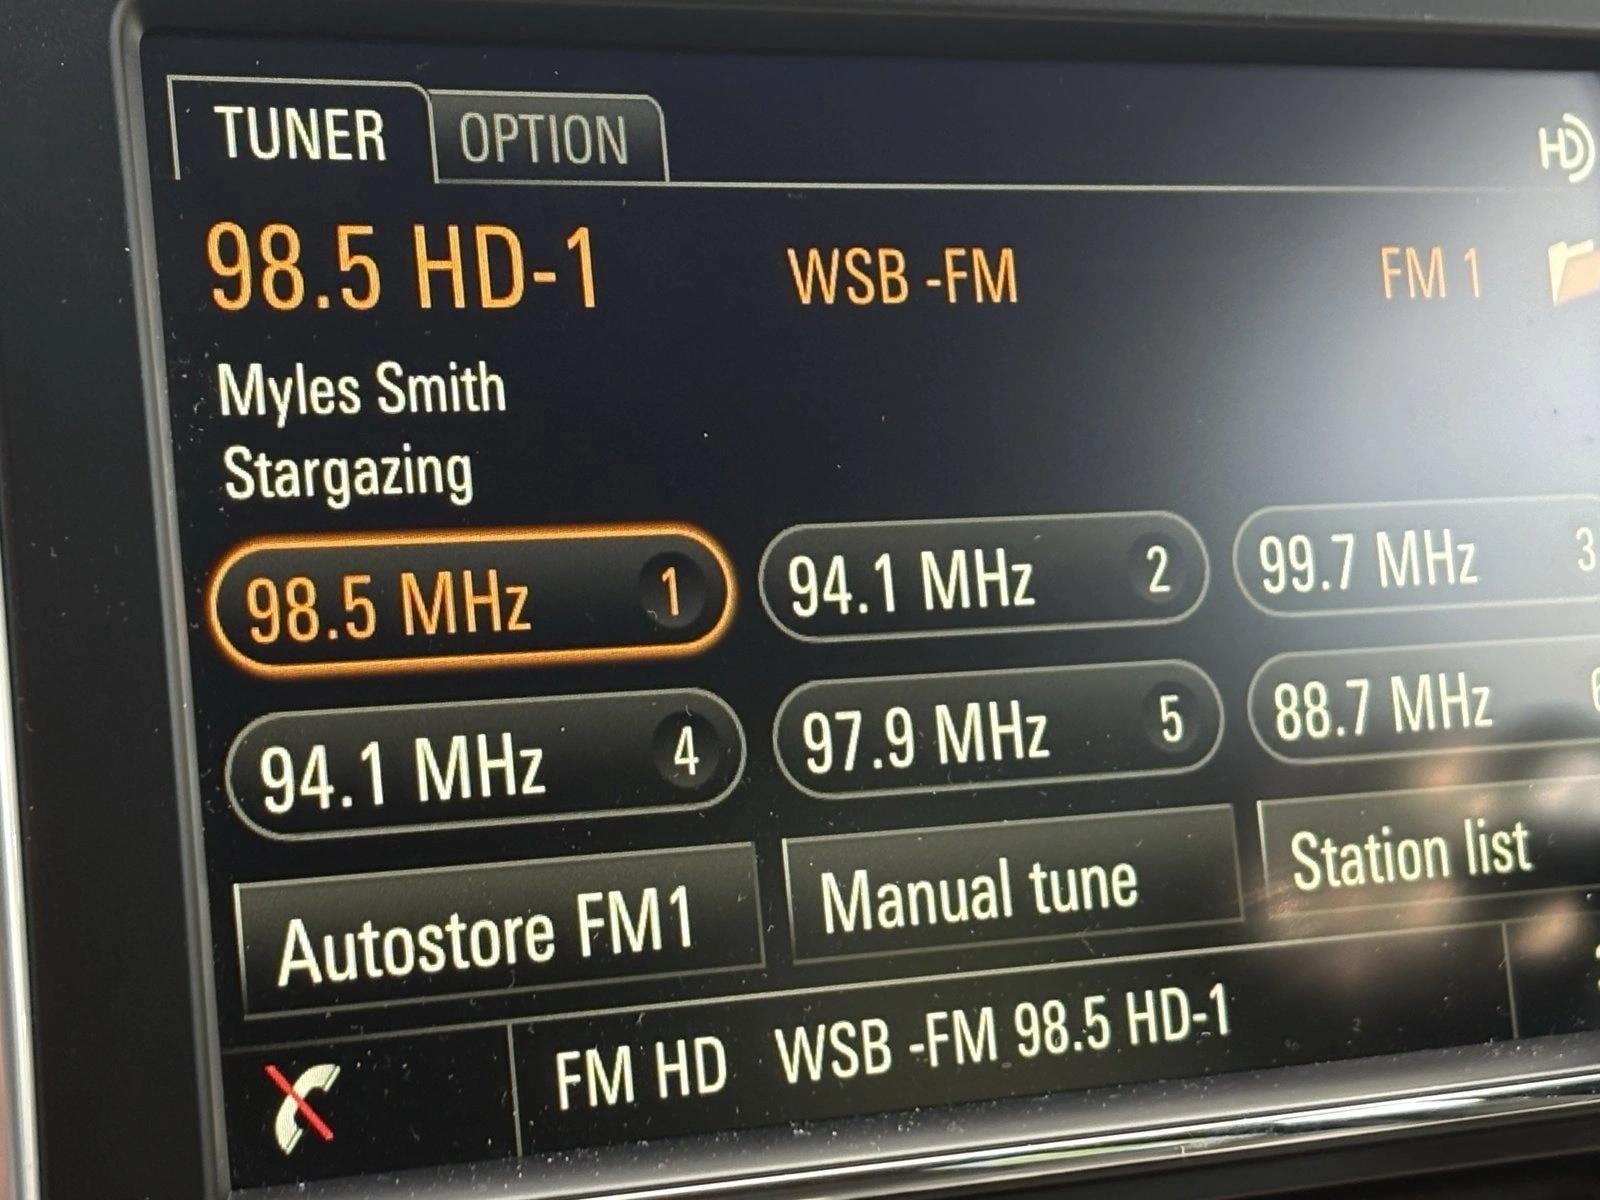 TUNER OPTION HD
98.5 HD-1 WSB -FM FM 1
Myles Smith
Stargazing
98.5 MHz 1 94.1 MHz 2 99.7 MHz 3
94.1 MHz 4 97.9 MHz 5 88.7 MHz 6
Autostore FM1 Manual tune Station list
FM HD WSB -FM 98.5 HD-1